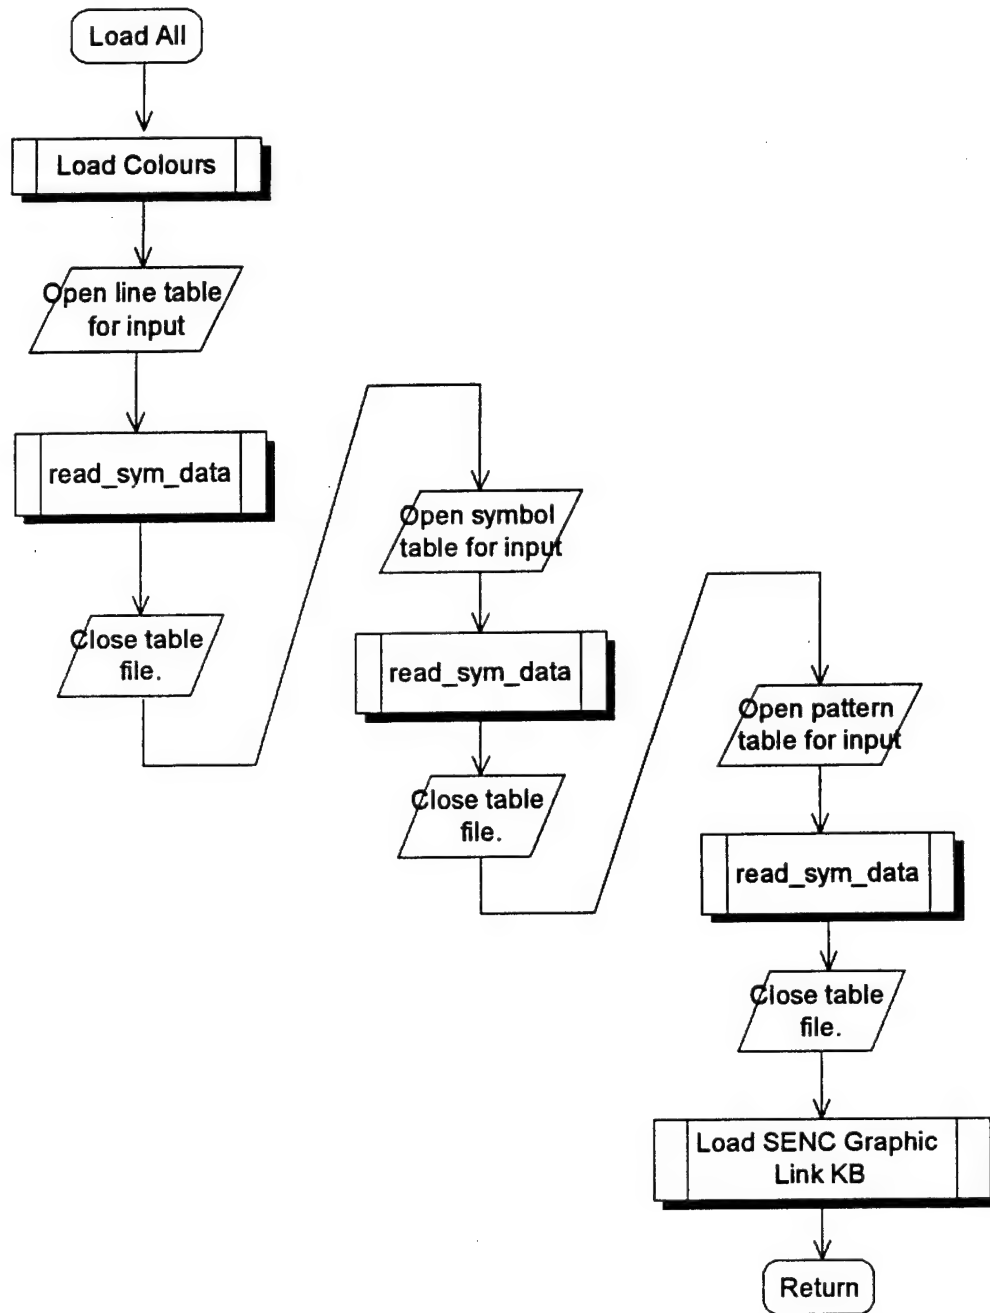 Load All
Load Colours
Open line table
for input
read_sym_data
Close table
file.
Open symbol
table for input
read_sym_data
Close table
file.
Open pattern
table for input
read_sym_data
Close table
file.
Load SENC Graphic
Link KB
Return